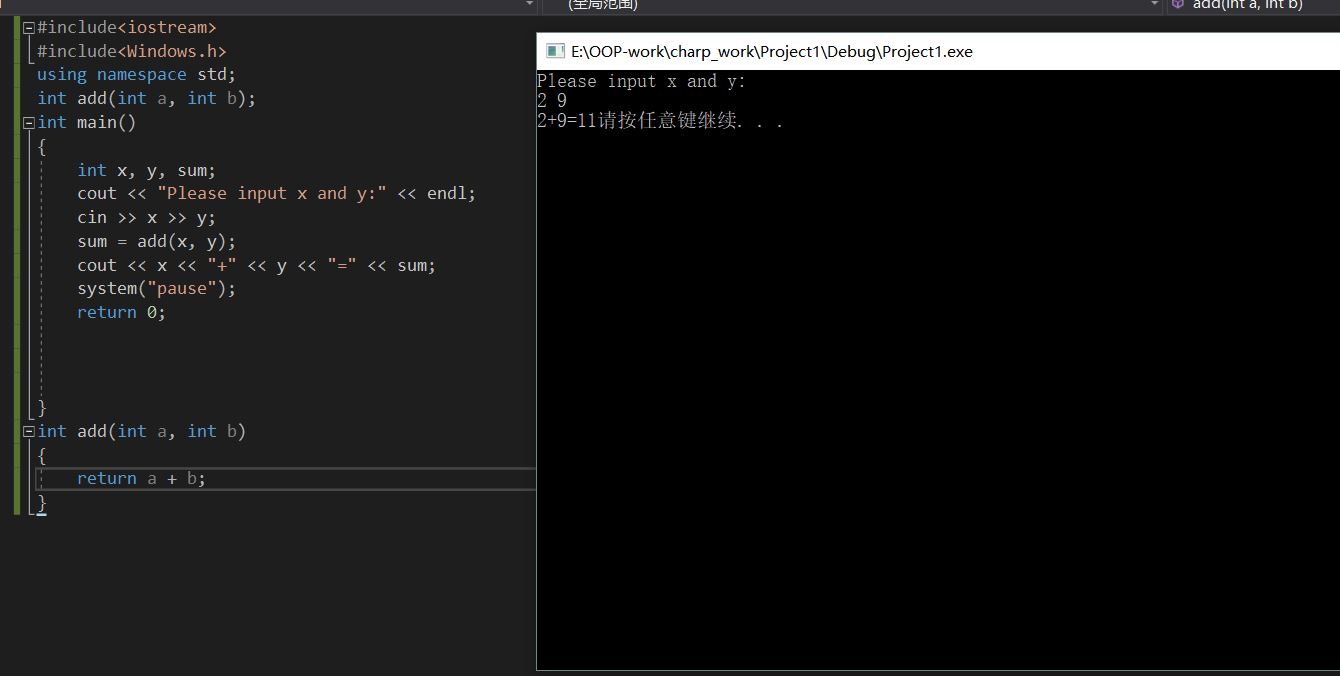 (全局范围)
add(int a, int b)
#include<iostream>
#include<Windows.h>
using namespace std;
int add(int a, int b);
int main()
{
int x, y, sum;
cout << "Please input x and y:" << endl;
cin >> x >> y;
sum = add(x, y);
cout << x << "+" << y << "=" << sum;
system("pause");
return 0;
}
int add(int a, int b)
{
return a + b;
}
E:\OOP-work\charp_work\Project1\Debug\Project1.exe
Please input x and y:
2 9
2+9=11请按任意键继续. . .